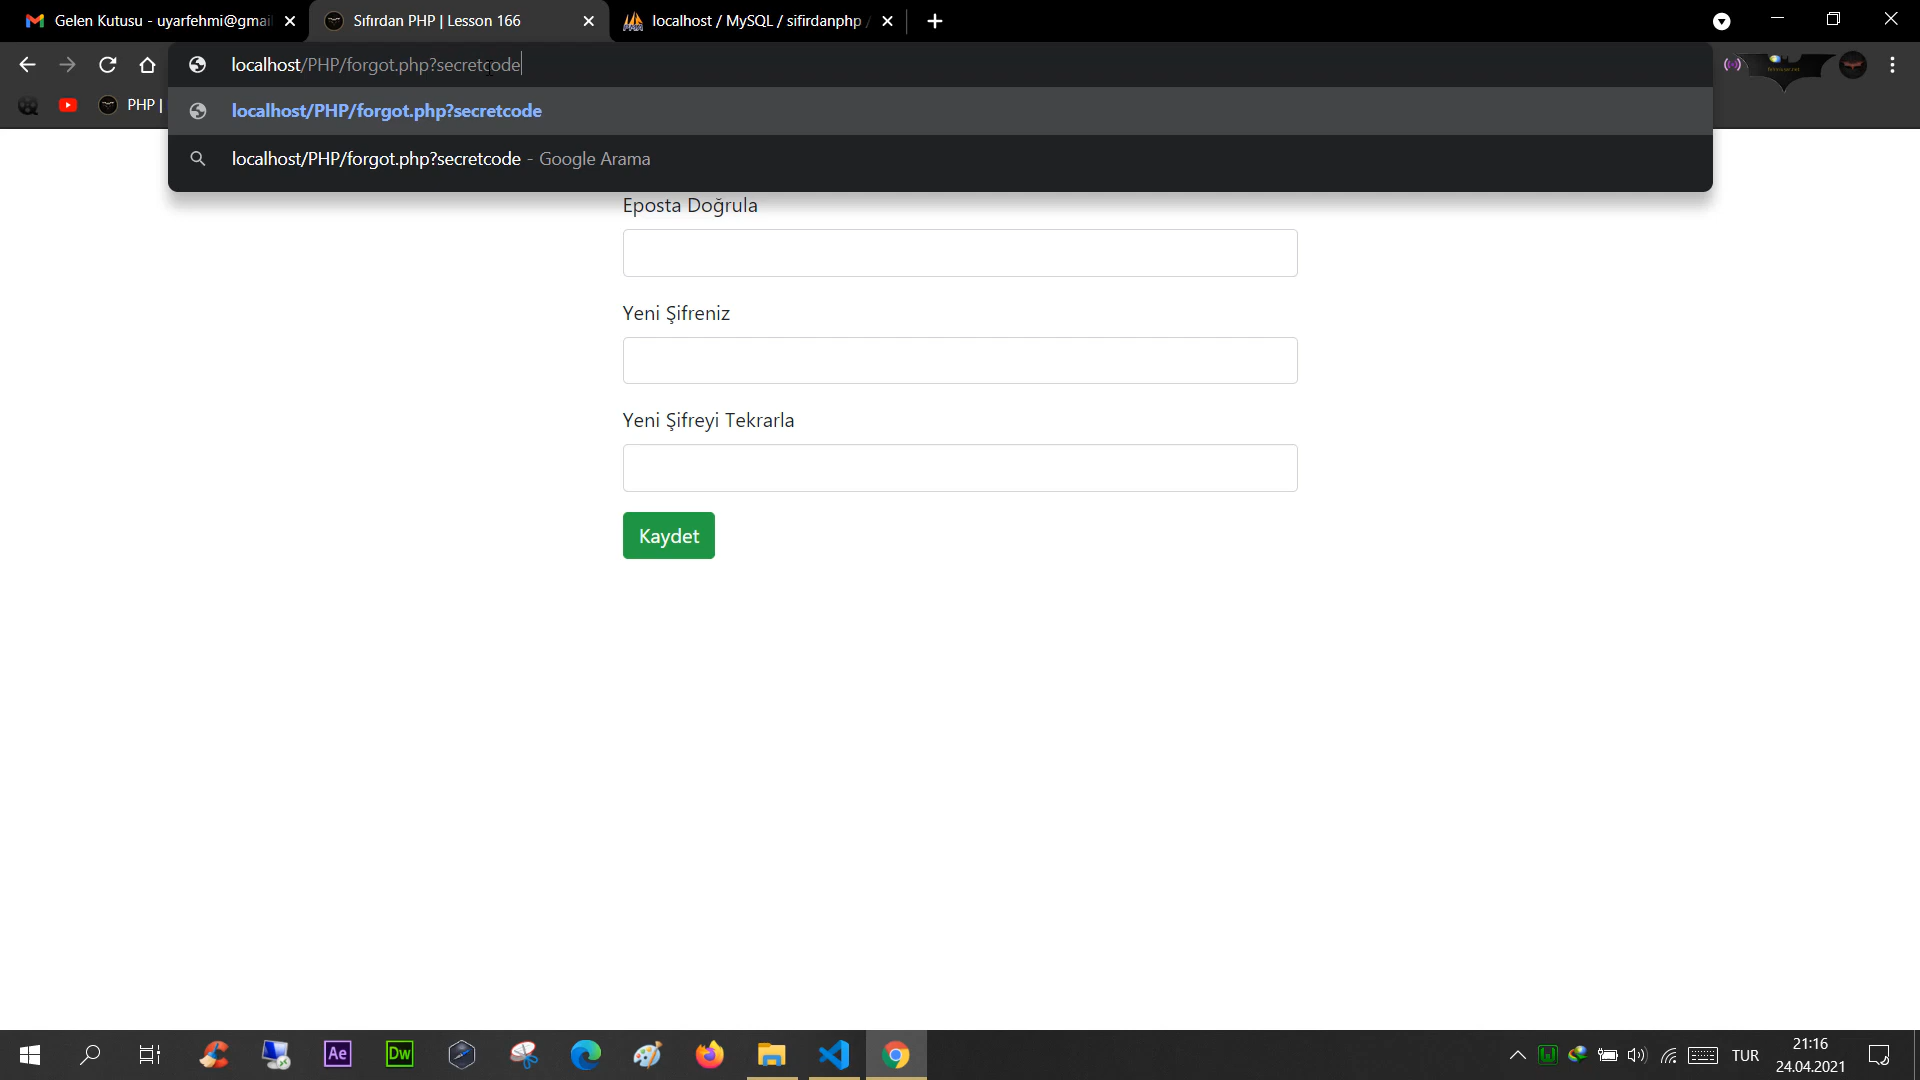 Gelen Kutusu - uyarfehmi@gmai
Sıfırdan PHP | Lesson 166
localhost / MySQL / sifirdanphp /
localhost/PHP/forgot.php?secretcode
PHP |
localhost/PHP/forgot.php?secretcode
localhost/PHP/forgot.php?secretcode - Google Arama
Eposta Doğrula
Yeni Şifreniz
Yeni Şifreyi Tekrarla
Kaydet
Ae
Dw
TUR
21:16
24.04.2021